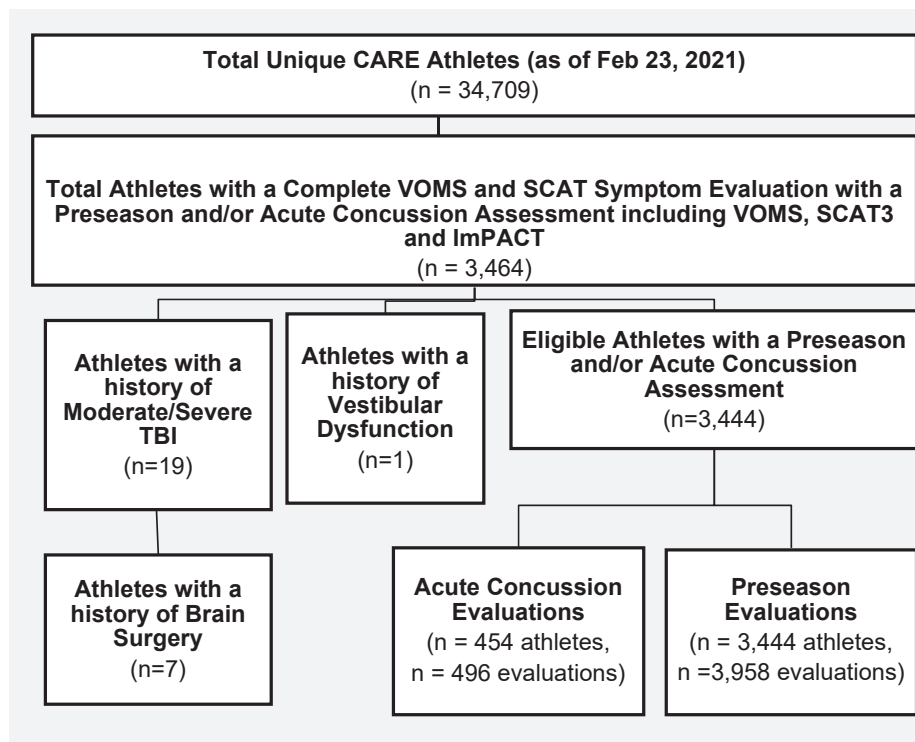 Total Unique CARE Athletes (as of Feb 23, 2021)
(n = 34,709)
Total Athletes with a Complete VOMS and SCAT Symptom Evaluation with a
Preseason and/or Acute Concussion Assessment including VOMS, SCAT3
and ImPACT
(n = 3,464)
Athletes with a
history of
Moderate/Severe
TBI
(n=19)
Athletes with a
history of
Vestibular
Dysfunction
(n=1)
Eligible Athletes with a Preseason
and/or Acute Concussion
Assessment
(n=3,444)
Athletes with a
history of Brain
Surgery
(n=7)
Acute Concussion
Evaluations
(n = 454 athletes,
n = 496 evaluations)
Preseason
Evaluations
(n = 3,444 athletes,
n =3,958 evaluations)